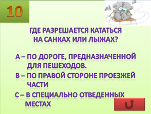 10
ГДЕ РАЗРЕШАЕТСЯ КАТАТЬСЯ
НА САНКАХ ИЛИ ЛЫЖАХ?
А – ПО ДОРОГЕ, ПРЕДНАЗНАЧЕННОЙ
ДЛЯ ПЕШЕХОДОВ.
В – ПО ПРАВОЙ СТОРОНЕ ПРОЕЗЖЕЙ
ЧАСТИ
С – В СПЕЦИАЛЬНО ОТВЕДЕННЫХ
МЕСТАХ